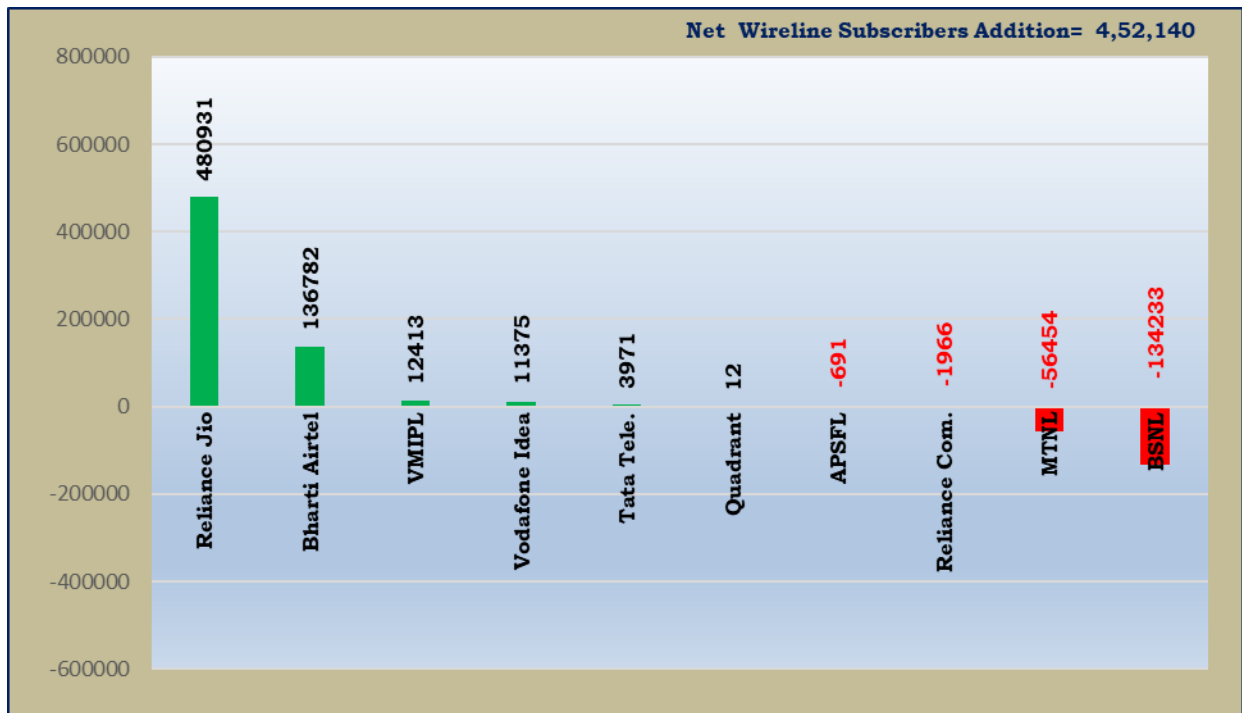 Net Wireline Subscribers Addition= 4,52,140
800000
600000
400000
200000
0
-200000
-400000
-600000
480931
136782
12413
11375
3971
12
-691
-1966
-56454
-134233
Reliance Jio
Bharti Airtel
VMIPL
Vodafone Idea
Tata Tele.
Quadrant
APSFL
Reliance Com.
MTNL
BSNL